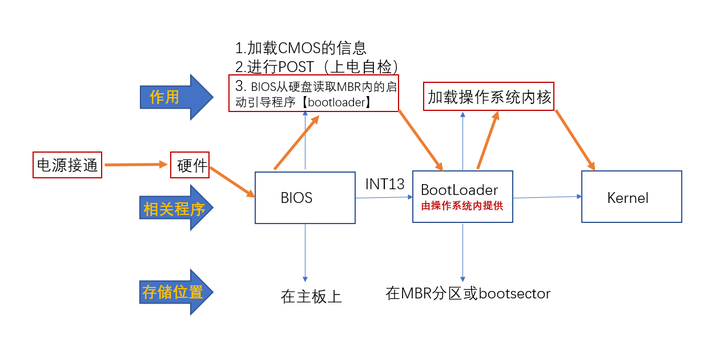 1.加载CMOS的信息
2.进行POST（上电自检）
3. BIOS从硬盘读取MBR内的启
动引导程序【bootloader】
作用
加载操作系统内核
电源接通
硬件
相关程序
BIOS
INT13
BootLoader
由操作系统内提供
Kernel
存储位置
在主板上
在MBR分区或bootsector